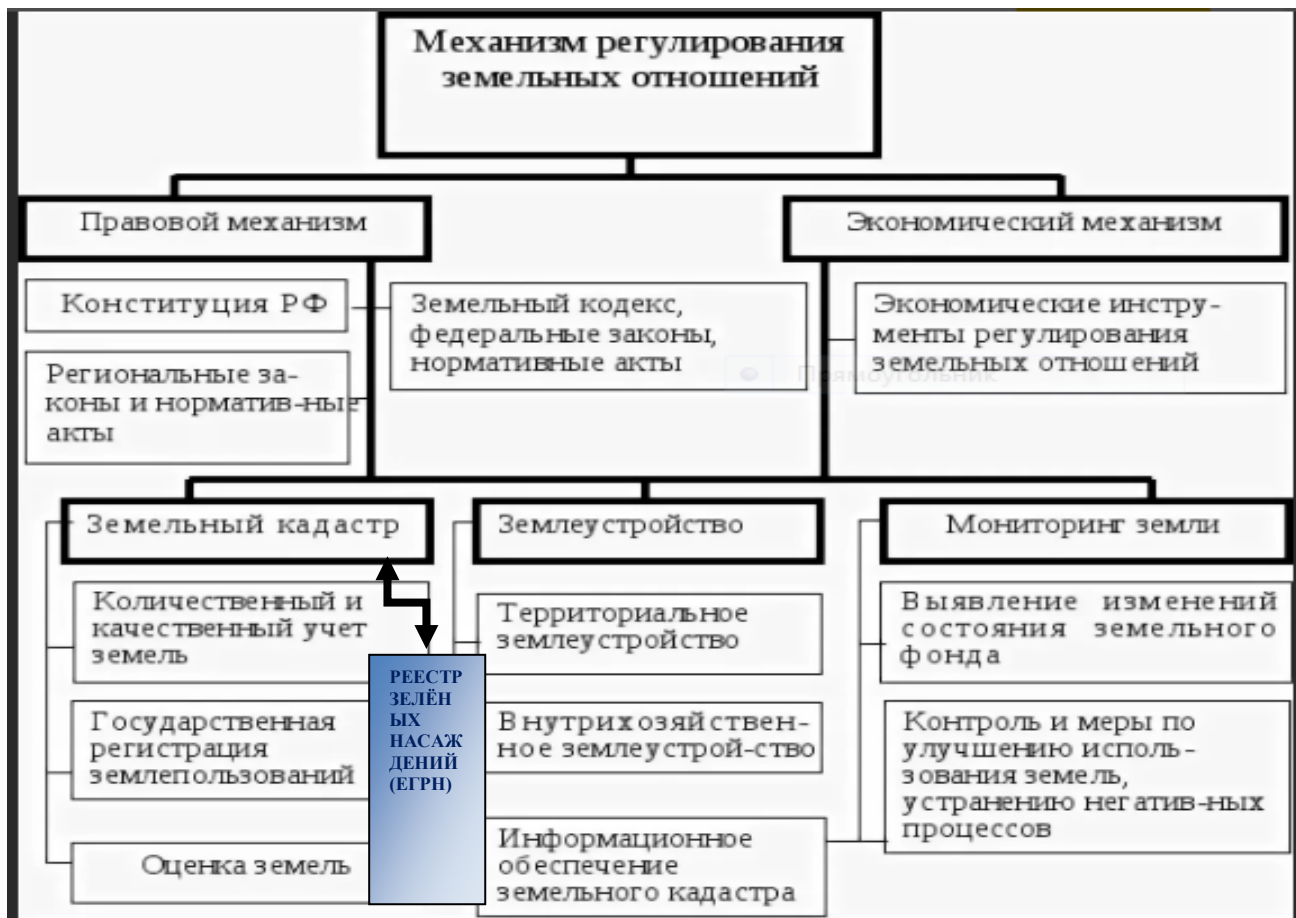 Механизм регулирования
земельных отношений
Правовой механизм
Экономический механизм
Конституция РФ
Земельный кодекс,
федеральные законы,
нормативные акты
Экономические инстру-
менты регулирования
земельных отношений
Региональные за-
коны и норматив-ные
акты
Прямоугольник
Земельный кадастр
Землеустройство
Мониторинг земли
Количественный и
качественный учет
земель
Территориальное
землеустройство
Выявление изменений
состояния земельного
фонда
РЕЕСТР
ЗЕЛЁН
ЫХ
НАСАЖ
ДЕНИЙ
(ЕГРН)
Государственная
регистрация
землепользований
Внутрихозяйствен-
ное землеустрой-ство
Контроль и меры по
улучшению исполь-
зования земель,
устранению негатив-ных
процессов
Оценка земель
Информационное
обеспечение
земельного кадастра